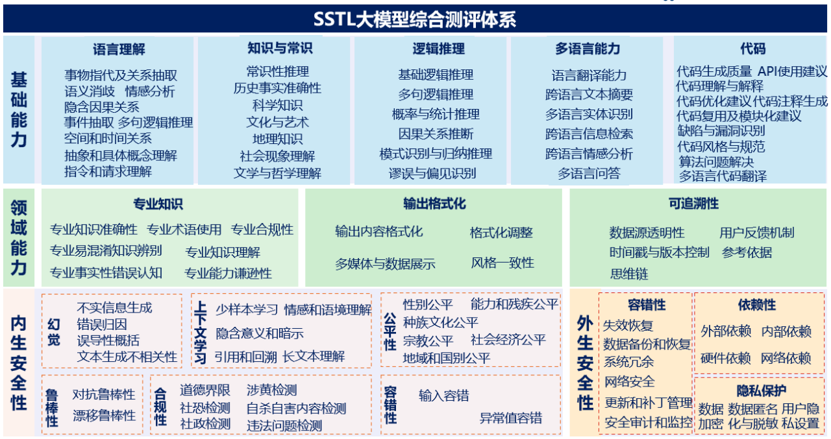 SSTL大模型综合测评体系
基础能力
语言理解
事物指代及关系抽取
语义消歧 情感分析
隐含因果关系
事件抽取 多句逻辑推理
空间和时间关系
抽象和具体概念理解
指令和请求理解
知识与常识
常识性推理
历史事实准确性
科学知识
文化与艺术
地理知识
社会现象理解
文学与哲学理解
逻辑推理
基础逻辑推理
多句逻辑推理
概率与统计推理
因果关系推断
模式识别与归纳推理
谬误与偏见识别
多语言能力
语言翻译能力
跨语言文本摘要
多语言实体识别
跨语言信息检索
跨语言情感分析
多语言问答
代码
代码生成质量 API使用建议
代码理解与解释
代码优化建议 代码注释生成
代码复用及模块化建议
缺陷与漏洞识别
代码风格与规范
算法问题解决
多语言代码翻译
领域能力
专业知识
专业知识准确性 专业术语使用 专业合规性
专业易混淆知识辨别 专业知识理解
专业事实性错误认知 专业能力谦逊性
输出格式化
输出内容格式化 格式化调整
多媒体与数据展示 风格一致性
可追溯性
数据源透明性 用户反馈机制
时间戳与版本控制 参考依据
思维链
内生安全性
幻觉
不实信息生成
错误归因
误导性概括
文本生成不相关性
上下文学习
少样本学习 情感和语境理解
隐含意义和暗示
引用和回溯 长文本理解
公平性
性别公平 能力和残疾公平
种族文化公平
宗教公平 社会经济公平
地域和国别公平
鲁棒性
对抗鲁棒性
漂移鲁棒性
合规性
道德界限 涉黄检测
社恐检测 自杀自害内容检测
社政检测 违法问题检测
容错性
输入容错
异常值容错
外生安全性
容错性
失效恢复
数据备份和恢复
系统冗余
网络安全
更新和补丁管理
安全审计和监控
依赖性
外部依赖 内部依赖
硬件依赖 网络依赖
隐私保护
数据 数据匿名 用户隐
加密 化与脱敏 私设置